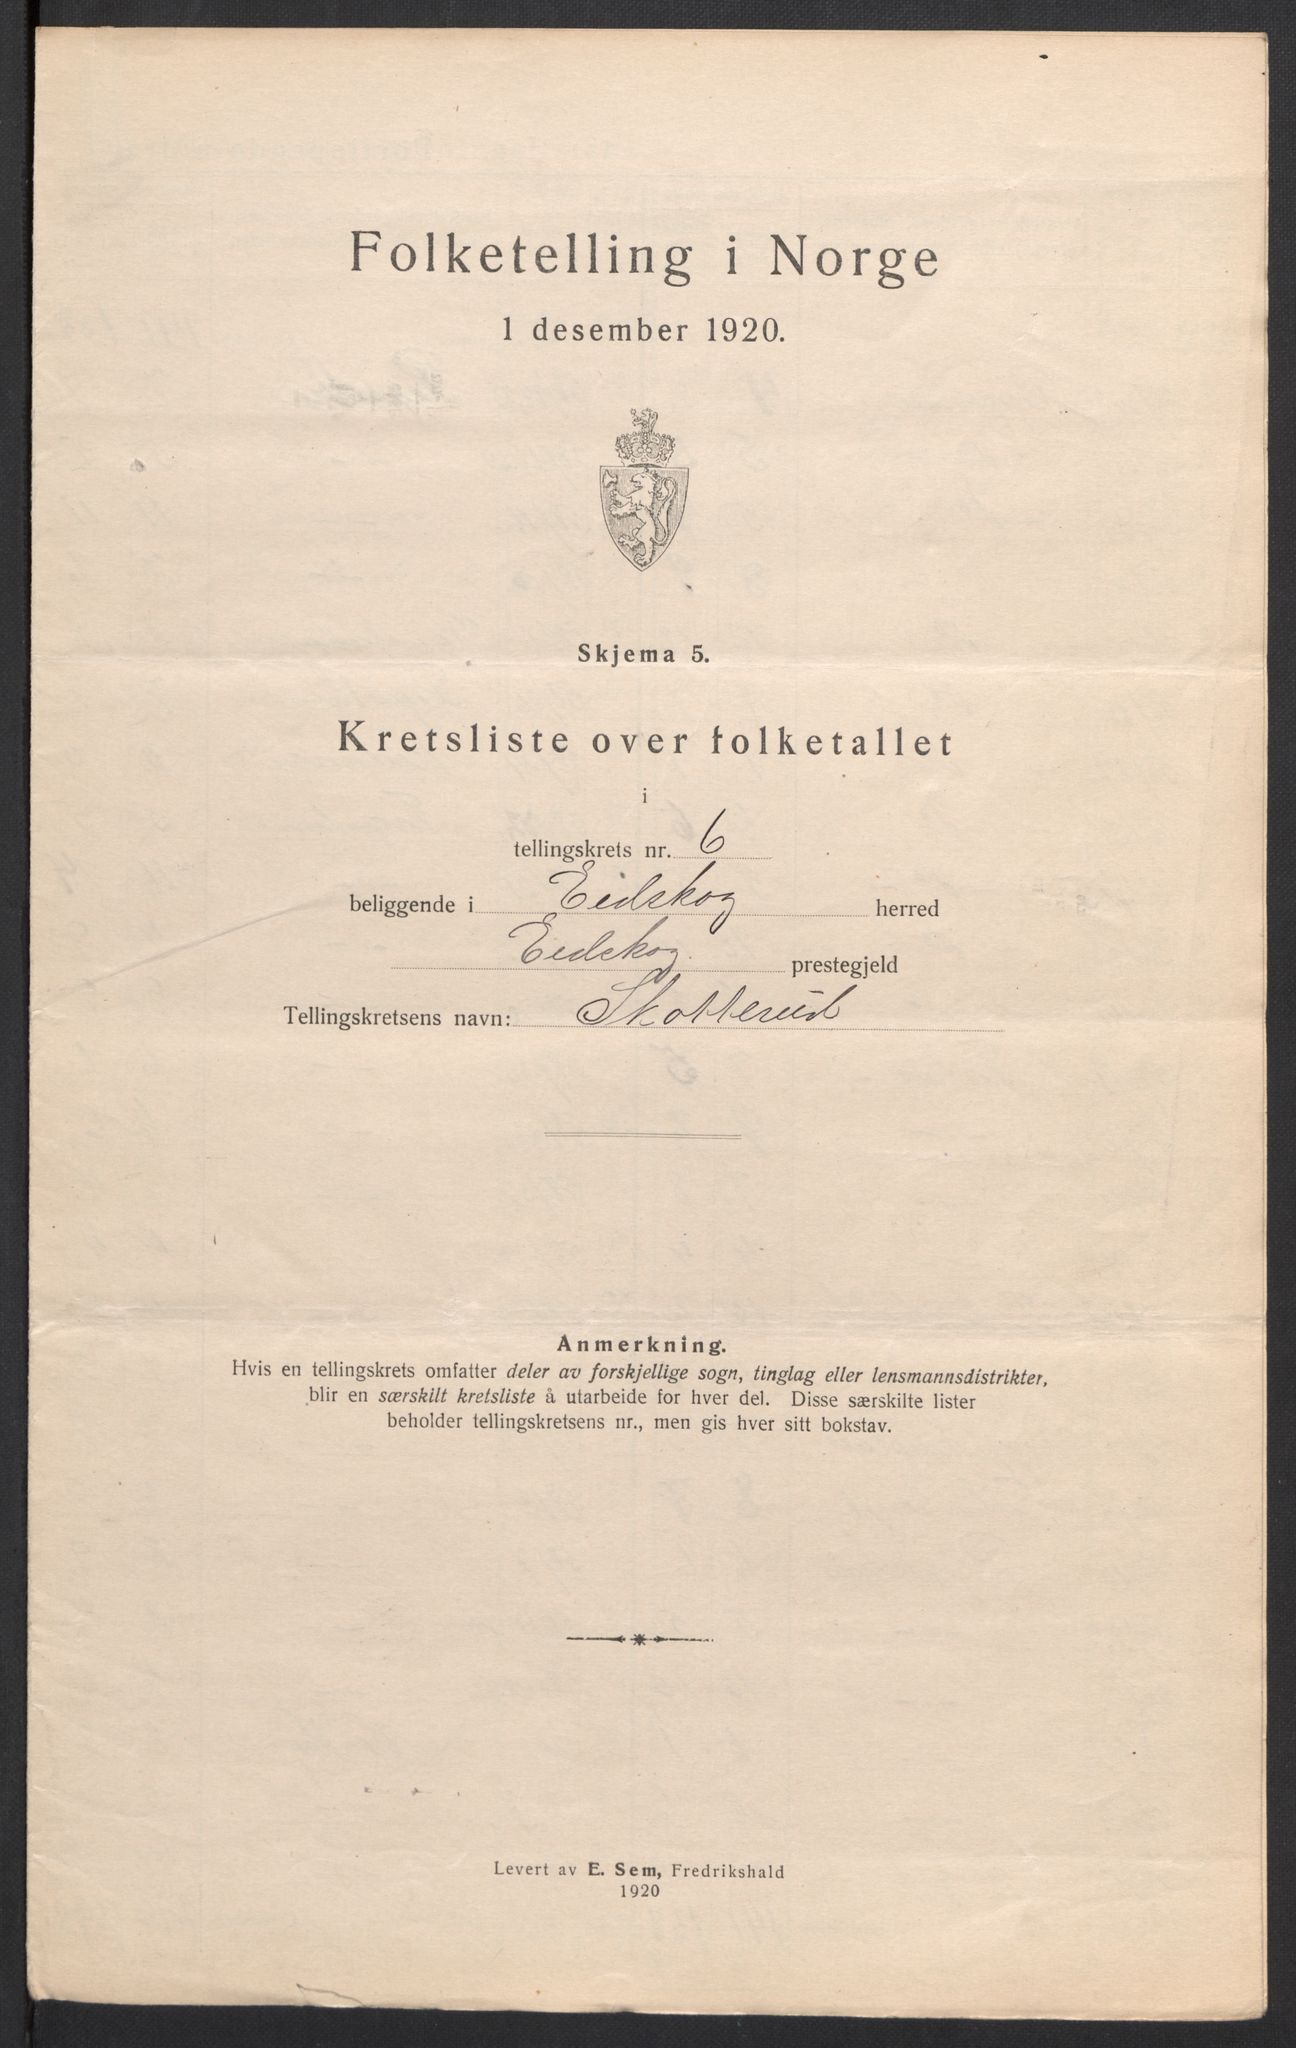 Folketelling i Norge
1 desember 1920.
Skjema 5.
Kretsliste over folketallet
i
tellingskrets nr. 6
beliggende i Eidskog herred
Eidskog prestegjeld
Tellingskretsens navn: Skotterud
Anmerkning.
Hvis en tellingskrets omfatter deler av forskjellige sogn, tinglag eller lensmannsdistrikter,
blir en særskilt kretsliste å utarbeide for hver del. Disse særskilte lister
beholder tellingskretsens nr., men gis hver sitt bokstav.
Levert av E. Sem, Fredrikshald
1920